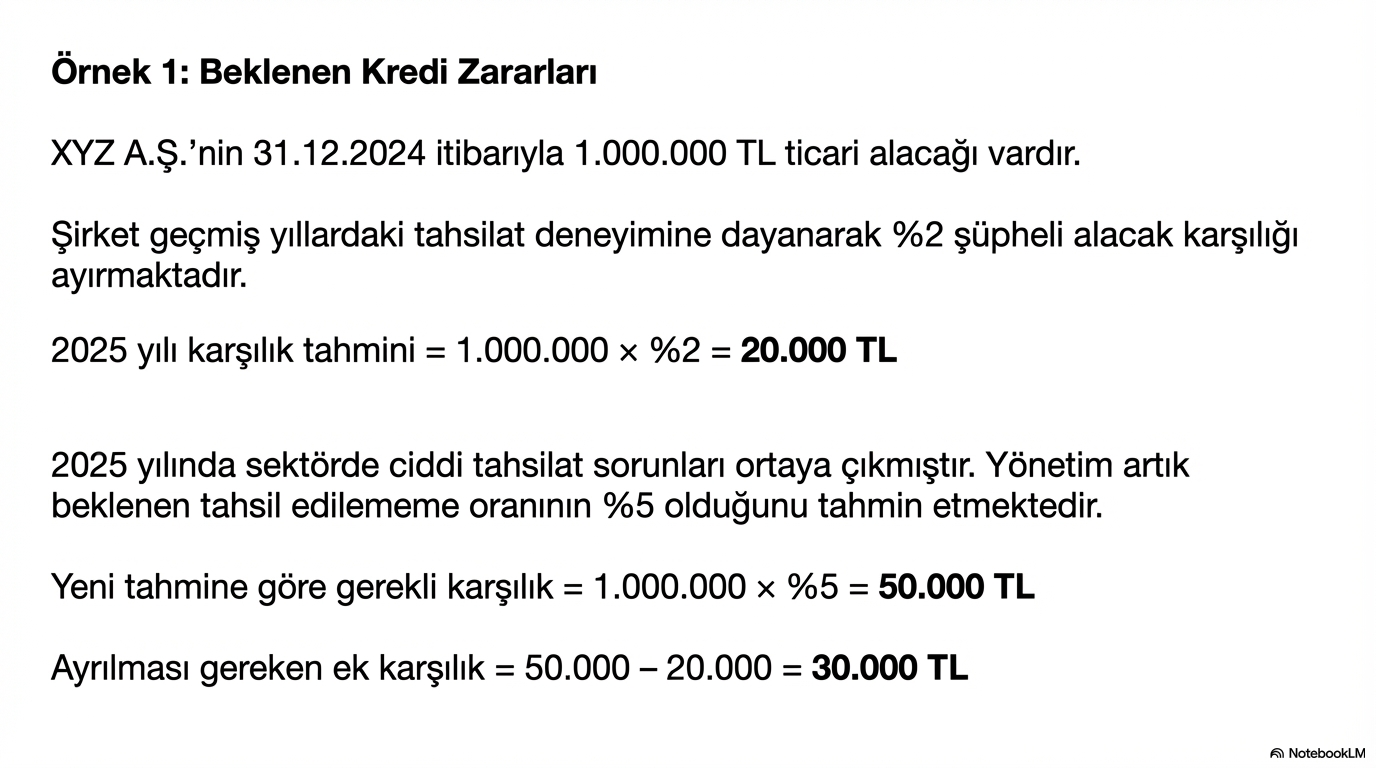 Örnek 1: Beklenen Kredi Zararları
XYZ A.Ş.’nin 31.12.2024 itibarıyla 1.000.000 TL ticari alacağı vardır.
Şirket geçmiş yıllardaki tahsilat deneyimine dayanarak %2 şüpheli alacak karşılığı
ayırmaktadır.
2025 yılı karşılık tahmini = 1.000.000 × %2 = 20.000 TL
2025 yılında sektörde ciddi tahsilat sorunları ortaya çıkmıştır. Yönetim artık
beklenen tahsil edilememe oranının %5 olduğunu tahmin etmektedir.
Yeni tahmine göre gerekli karşılık = 1.000.000 × %5 = 50.000 TL
Ayrılması gereken ek karşılık = 50.000 – 20.000 = 30.000 TL
NotebookLM